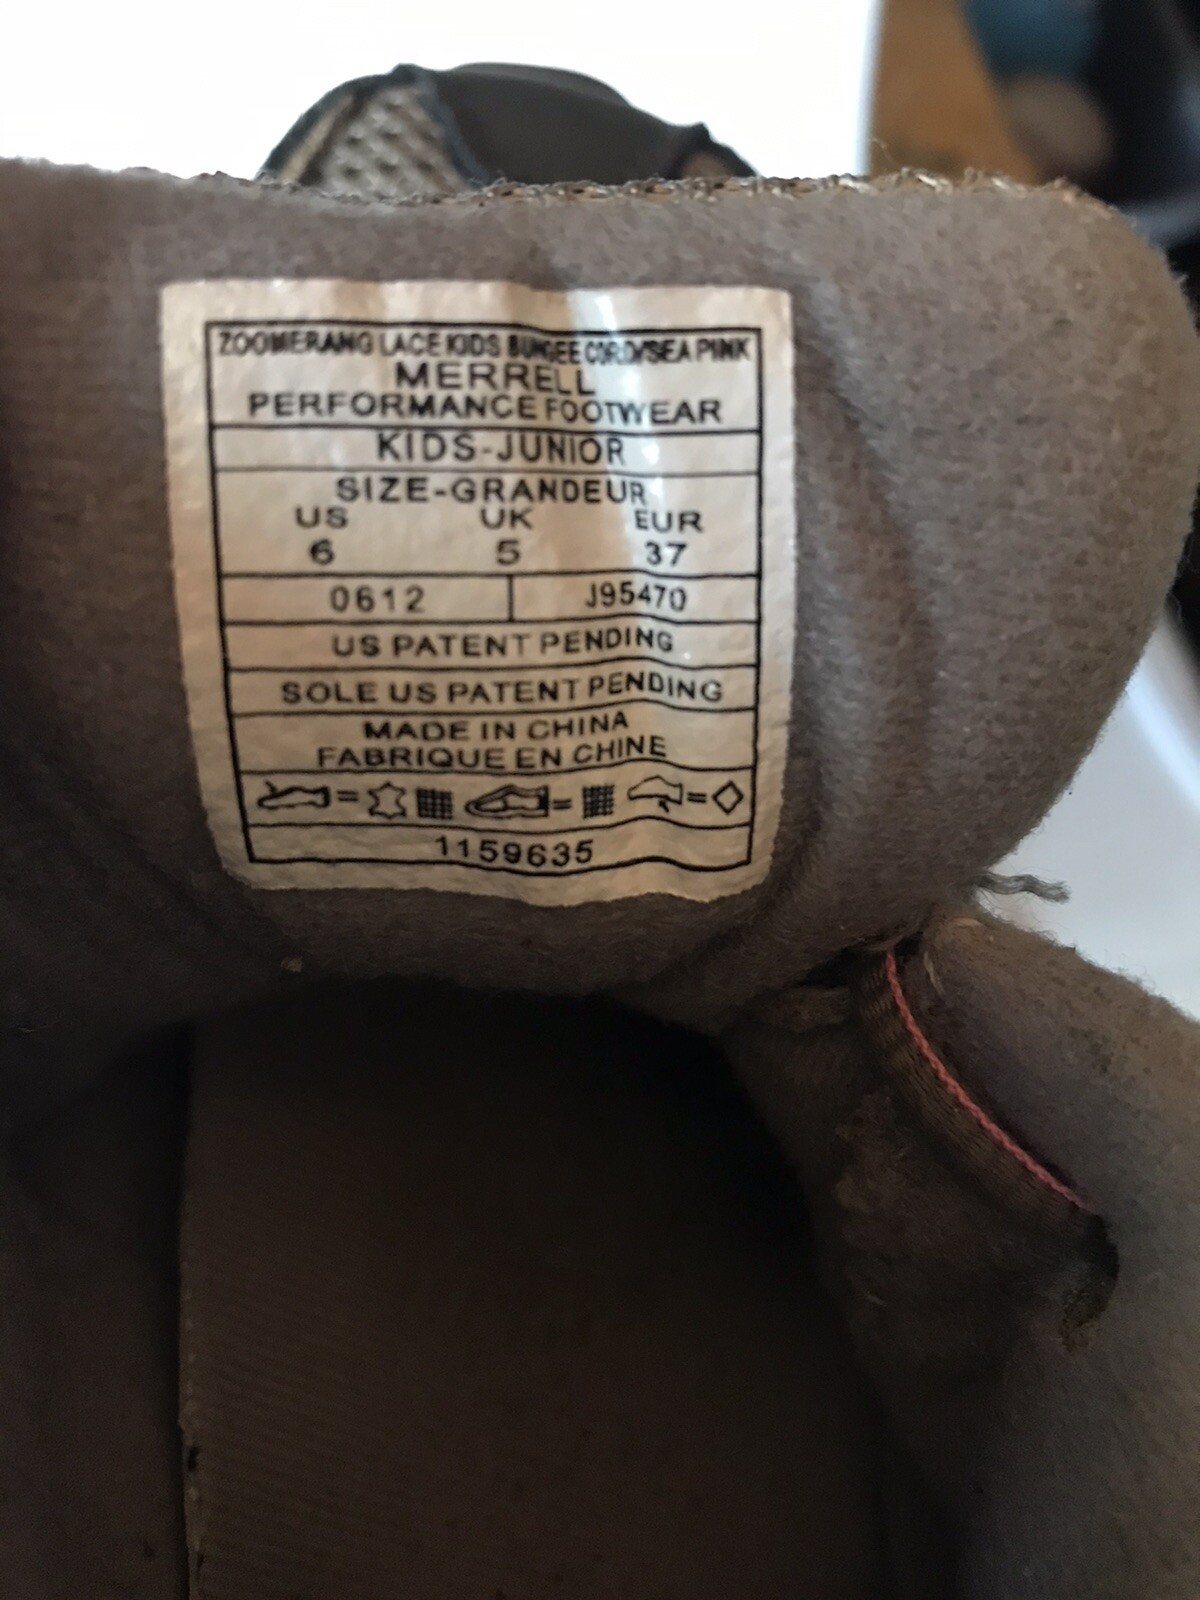 ZOOMERANG LACE KIDS BUNGEE CORD/SEA PINK
MERRELL
PERFORMANCE FOOTWEAR
KIDS-JUNIOR
SIZE-GRANDEUR
US UK EUR
6 5 37
0612 J95470
US PATENT PENDING
SOLE US PATENT PENDING
MADE IN CHINA
FABRIQUE EN CHINE
1159635